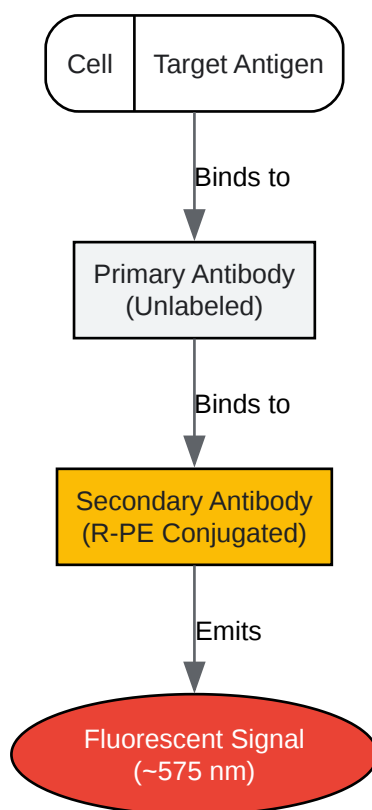 Cell Target Antigen
Binds to
Primary Antibody
(Unlabeled)
Binds to
Secondary Antibody
(R-PE Conjugated)
Emits
Fluorescent Signal
(~575 nm)